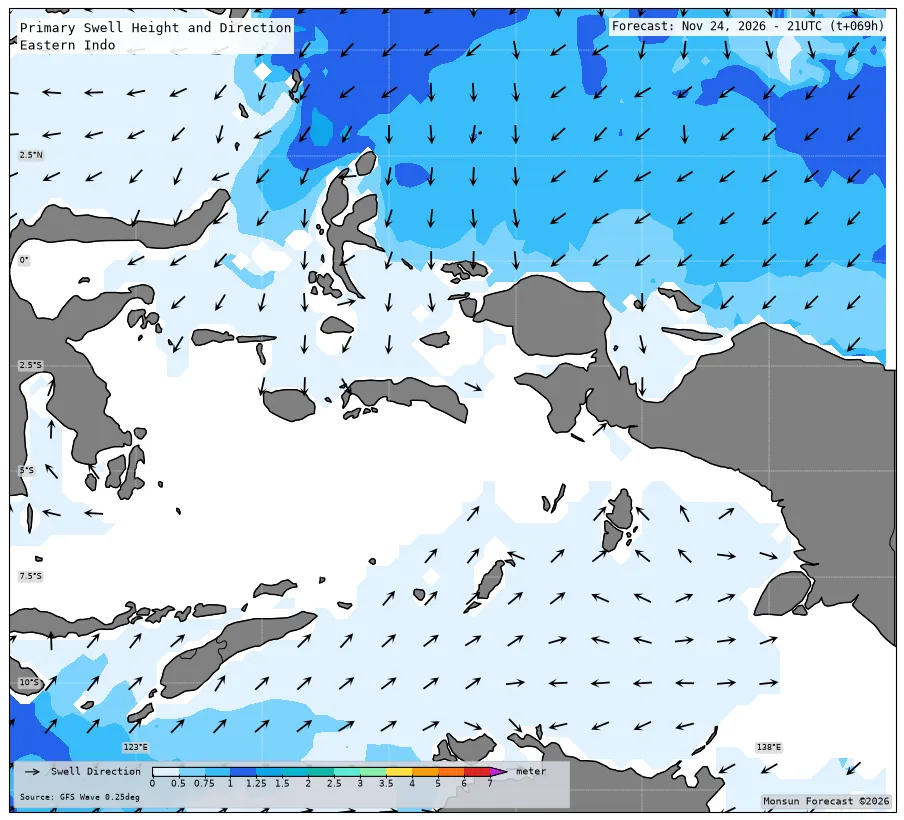 Primary Swell Height and Direction
Eastern Indo
Forecast: Nov 24, 2026 - 21UTC (t+069h)
2.5°N
0°
2.5°S
5°S
7.5°S
10°S
123°E
138°E
Swell Direction
meter
0 0.5 0.75 1 1.25 1.5 2 2.5 3 3.5 4 5 6 7
Source: GFS Wave 0.25deg
Monsun Forecast ©2026